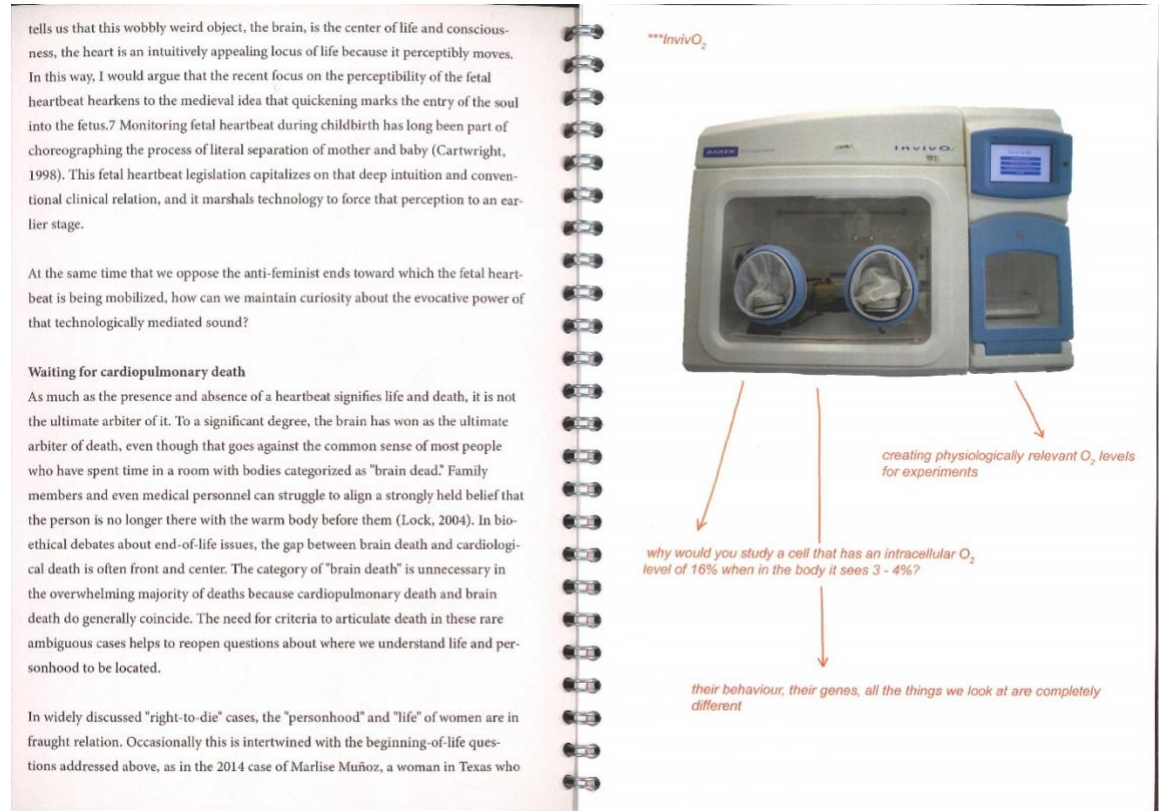 tells us that this wobbly weird object, the brain, is the center of life and conscious-
ness, the heart is an intuitively appealing locus of life because it perceptibly moves.
In this way, I would argue that the recent focus on the perceptibility of the fetal
heartbeat hearkens to the medieval idea that quickening marks the entry of the soul
into the fetus.7 Monitoring fetal heartbeat during childbirth has long been part of
choreographing the process of literal separation of mother and baby (Cartwright,
1998). This fetal heartbeat legislation capitalizes on that deep intuition and conven-
tional clinical relation, and it marshals technology to force that perception to an ear-
lier stage.
At the same time that we oppose the anti-feminist ends toward which the fetal heart-
beat is being mobilized, how can we maintain curiosity about the evocative power of
that technologically mediated sound?
Waiting for cardiopulmonary death
As much as the presence and absence of a heartbeat signifies life and death, it is not
the ultimate arbiter of it. To a significant degree, the brain has won as the ultimate
arbiter of death, even though that goes against the common sense of most people
who have spent time in a room with bodies categorized as "brain dead." Family
members and even medical personnel can struggle to align a strongly held belief that
the person is no longer there with the warm body before them (Lock, 2004). In bio-
ethical debates about end-of-life issues, the gap between brain death and cardiologi-
cal death is often front and center. The category of "brain death" is unnecessary in
the overwhelming majority of deaths because cardiopulmonary death and brain
death do generally coincide. The need for criteria to articulate death in these rare
ambiguous cases helps to reopen questions about where we understand life and per-
sonhood to be located.
In widely discussed "right-to-die" cases, the "personhood" and "life" of women are in
fraught relation. Occasionally this is intertwined with the beginning-of-life ques-
tions addressed above, as in the 2014 case of Marlise Muñoz, a woman in Texas who
***InvivO₂
BAKER
InvivO₂
creating physiologically relevant O₂ levels
for experiments
why would you study a cell that has an intracellular O₂
level of 16% when in the body it sees 3 - 4%?
their behaviour, their genes, all the things we look at are completely
different